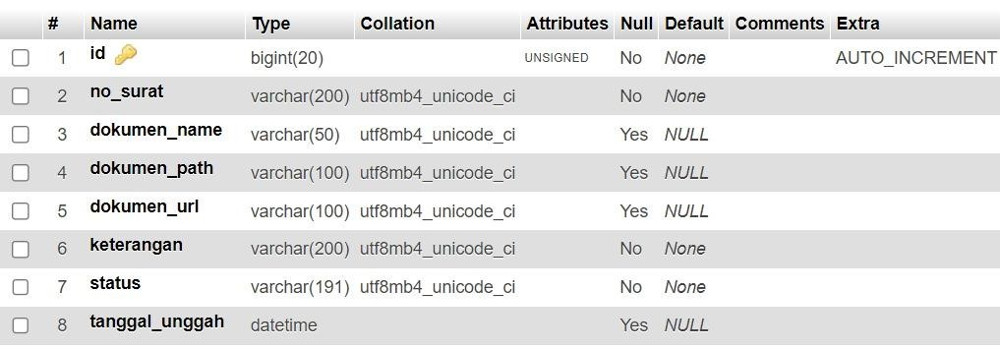 # Name Type Collation Attributes Null Default Comments Extra
1 id bigint(20) UNSIGNED No None AUTO_INCREMENT
2 no_surat varchar(200) utf8mb4_unicode_ci No None
3 dokumen_name varchar(50) utf8mb4_unicode_ci Yes NULL
4 dokumen_path varchar(100) utf8mb4_unicode_ci Yes NULL
5 dokumen_url varchar(100) utf8mb4_unicode_ci Yes NULL
6 keterangan varchar(200) utf8mb4_unicode_ci No None
7 status varchar(191) utf8mb4_unicode_ci No None
8 tanggal_unggah datetime Yes NULL